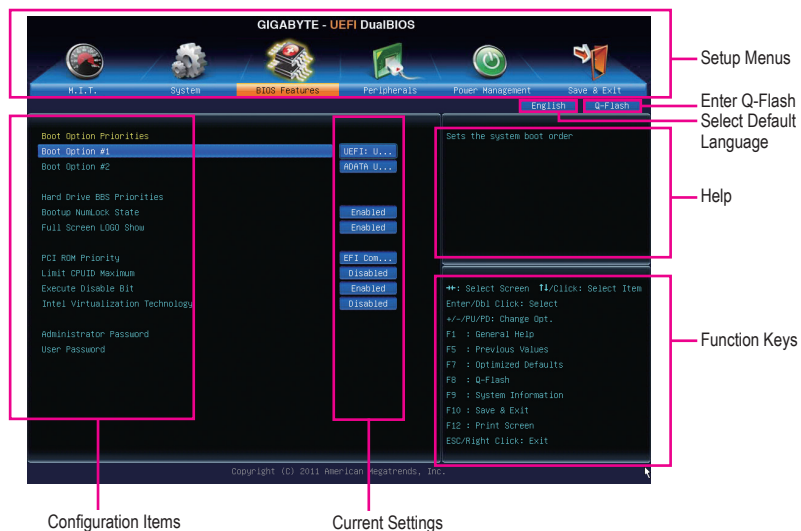 GIGABYTE - UEFI DualBIOS
M.I.T.
System
BIOS Features
Peripherals
Power Management
Save & Exit
Setup Menus
English
Q-Flash
Enter Q-Flash
Select Default
Language
Boot Option Priorities
Boot Option #1
UEFI: U...
Boot Option #2
ADATA U...
Hard Drive BBS Priorities
Bootup NumLock State
Enabled
Full Screen LOGO Show
Enabled
PCI ROM Priority
EFI Com...
Limit CPUID Maximum
Disabled
Execute Disable Bit
Enabled
Intel Virtualization Technology
Disabled
Administrator Password
User Password
Sets the system boot order
Help
→←: Select Screen ↑↓/Click: Select Item
Enter/Dbl Click: Select
+/-/PU/PD: Change Opt.
F1 : General Help
F5 : Previous Values
F7 : Optimized Defaults
F8 : Q-Flash
F9 : System Information
F10 : Save & Exit
F12 : Print Screen
ESC/Right Click: Exit
Function Keys
Copyright (C) 2011 American Megatrends, Inc.
Configuration Items
Current Settings